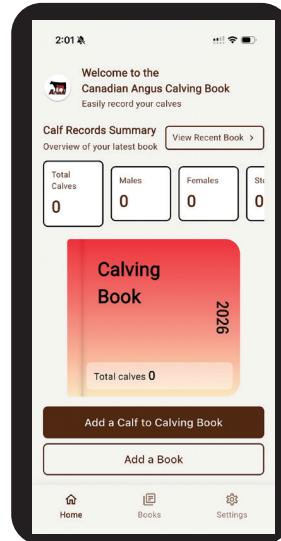 2:01
Welcome to the
Canadian Angus Calving Book
Easily record your calves
Calf Records Summary
Overview of your latest book
View Recent Book >
Total
Calves
0
Males
0
Females
0
0
Calving
Book
2026
Total calves 0
Add a Calf to Calving Book
Add a Book
Home
Books
Settings